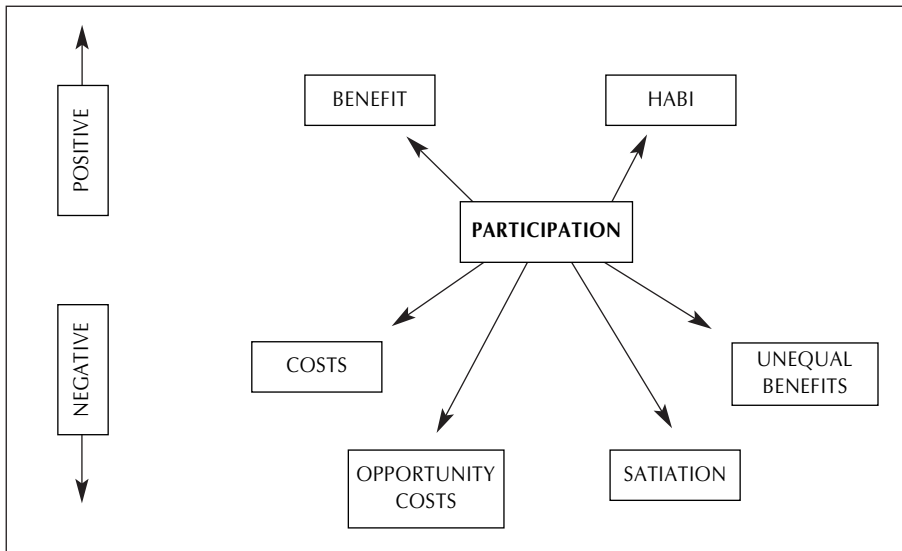 POSITIVE
BENEFIT
HABI
PARTICIPATION
NEGATIVE
COSTS
UNEQUAL
BENEFITS
OPPORTUNITY
COSTS
SATIATION